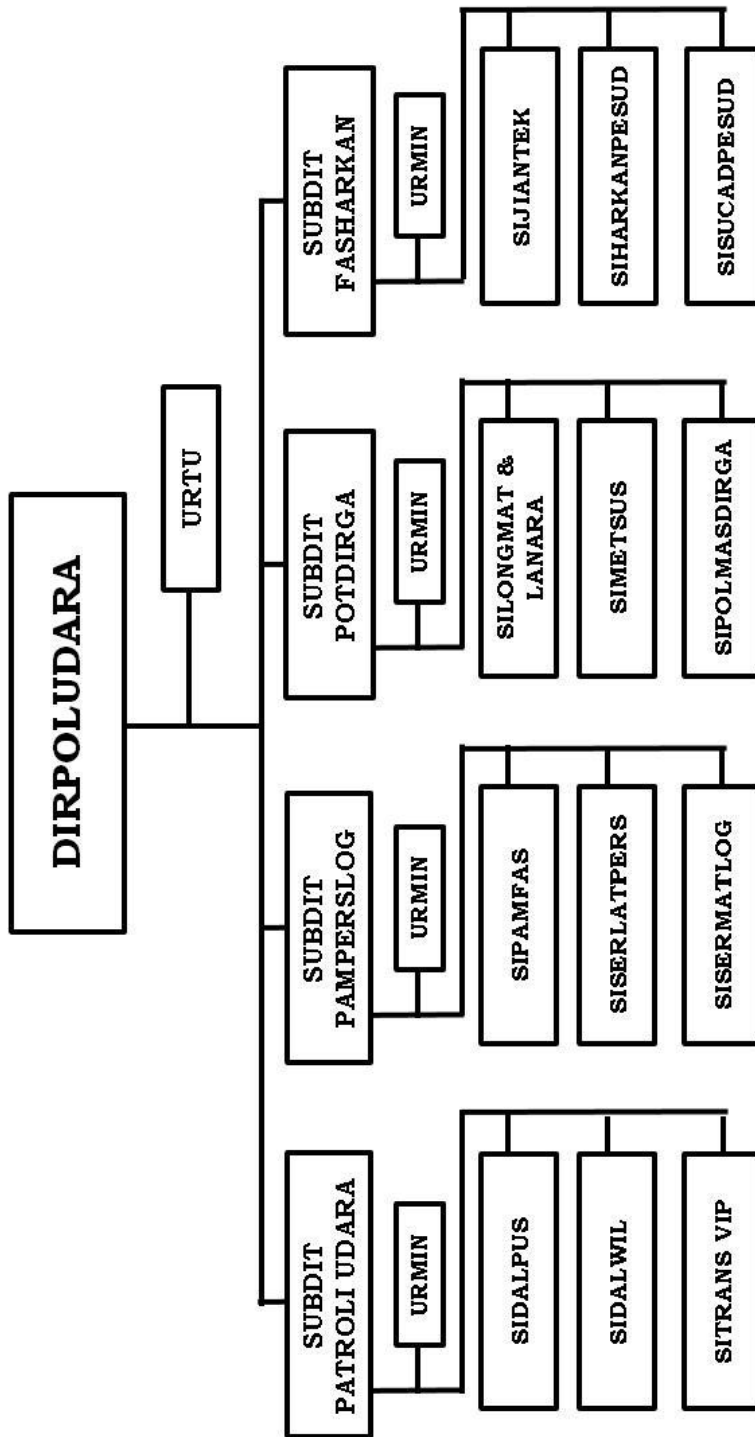 DIRPOLUDARA
URTU
SUBDIT
PATROLI UDARA
URMIN
SIDALPUS
SIDALWIL
SITRANS VIP
SUBDIT
PAMPERSLOG
URMIN
SIPAMFAS
SISERLATPERS
SISERMATLOG
SUBDIT
POTDIRGA
URMIN
SILONGMAT &
LANARA
SIMETSUS
SIPOLMASDIRGA
SUBDIT
FASHARKAN
URMIN
SIJIANTEK
SIHARKANPESUD
SISUCADPESUD